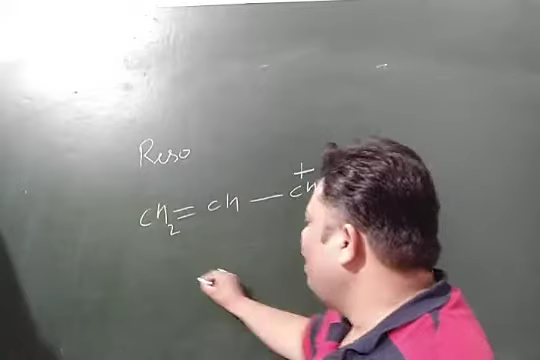 Reso
+
CH2 = CH — CH